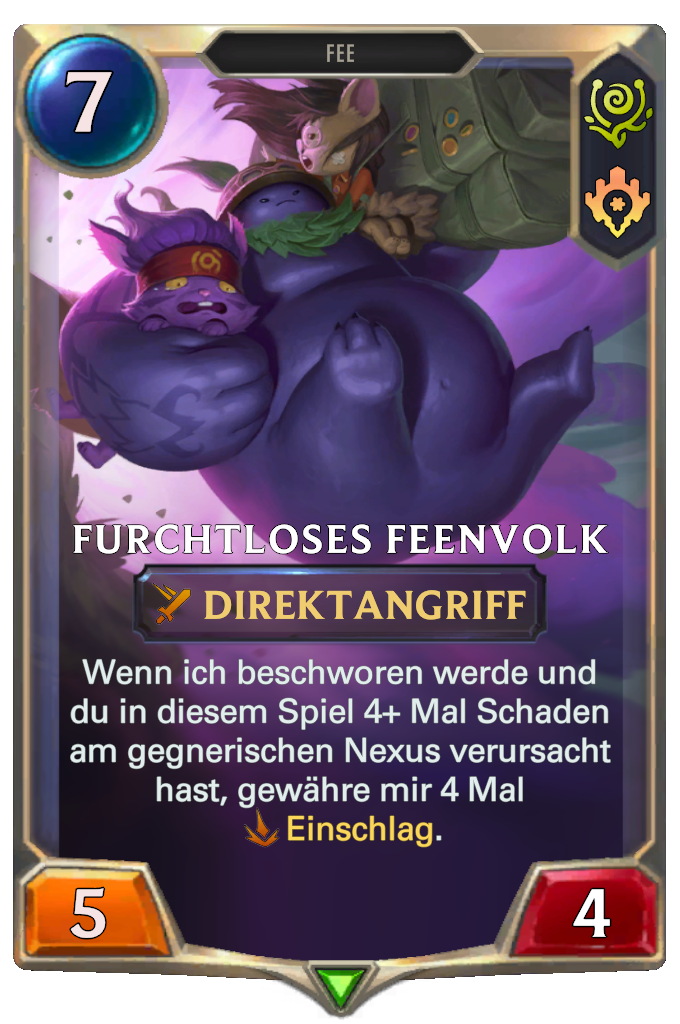 FEE
7
FURCHTLOSES FEENVOLK
DIREKTANGRIFF
Wenn ich beschworen werde und
du in diesem Spiel 4+ Mal Schaden
am gegnerischen Nexus verursacht
hast, gewähre mir 4 Mal
Einschlag.
5
4